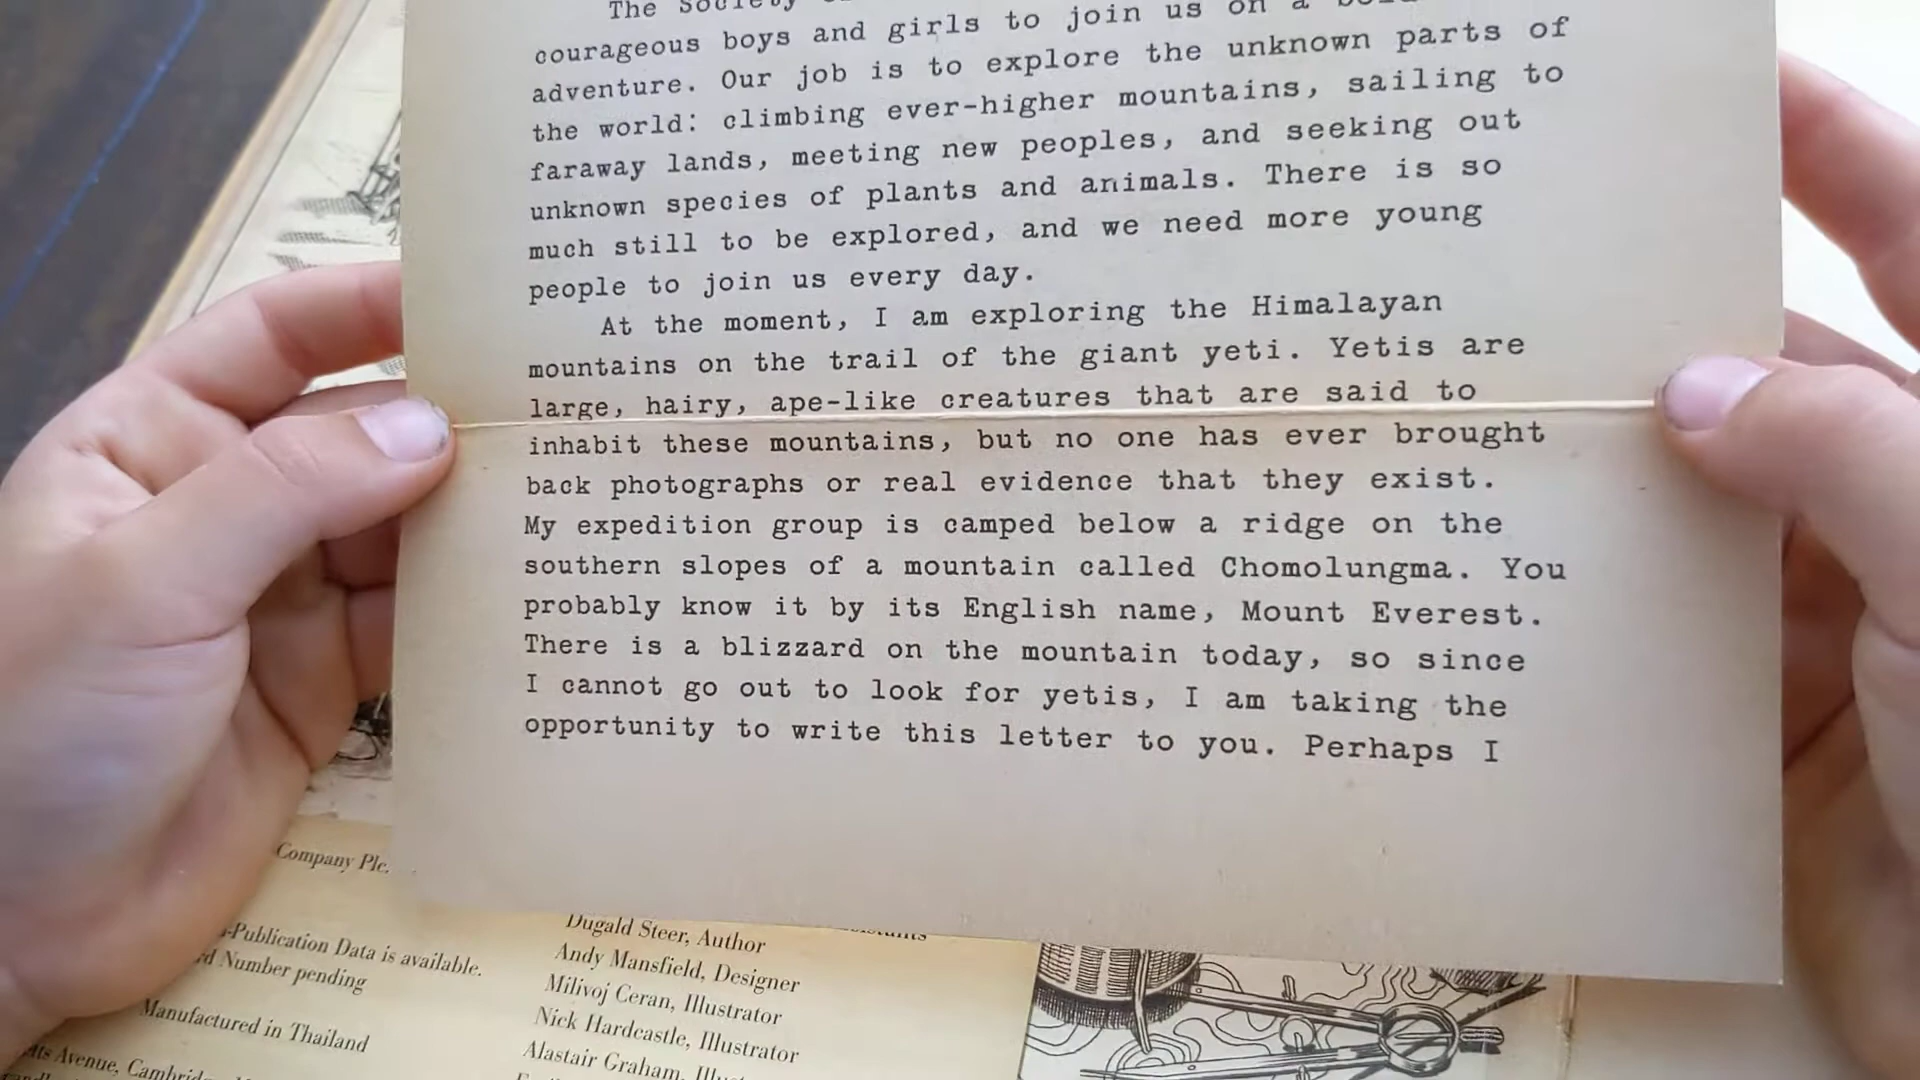 The Society
courageous boys and girls to join us on a
adventure. Our job is to explore the unknown parts of
the world: climbing ever-higher mountains, sailing to
faraway lands, meeting new peoples, and seeking out
unknown species of plants and animals. There is so
much still to be explored, and we need more young
people to join us every day.
At the moment, I am exploring the Himalayan
mountains on the trail of the giant yeti. Yetis are
large, hairy, ape-like creatures that are said to
inhabit these mountains, but no one has ever brought
back photographs or real evidence that they exist.
My expedition group is camped below a ridge on the
southern slopes of a mountain called Chomolungma. You
probably know it by its English name, Mount Everest.
There is a blizzard on the mountain today, so since
I cannot go out to look for yetis, I am taking the
opportunity to write this letter to you. Perhaps I
Company Plc.
-Publication Data is available.
Number pending
Manufactured in Thailand
Avenue,
Dugald Steer, Author
Andy Mansfield, Designer
Milivoj Ceran, Illustrator
Nick Hardcastle, Illustrator
Alastair Graham,